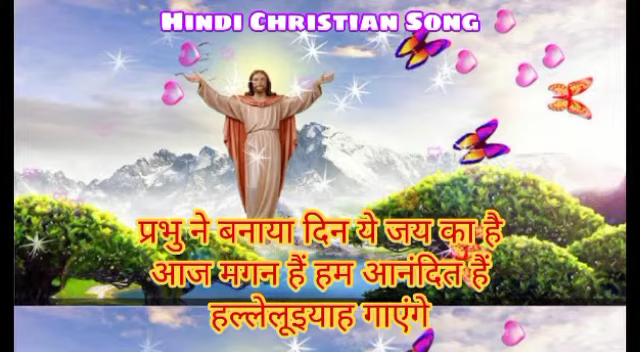 Hindi Christian Song
प्रभु ने बनाया दिन ये जय का है
आज मगन हैं हम आनंदित हैं
हल्लेलूइयाह गाएंगे